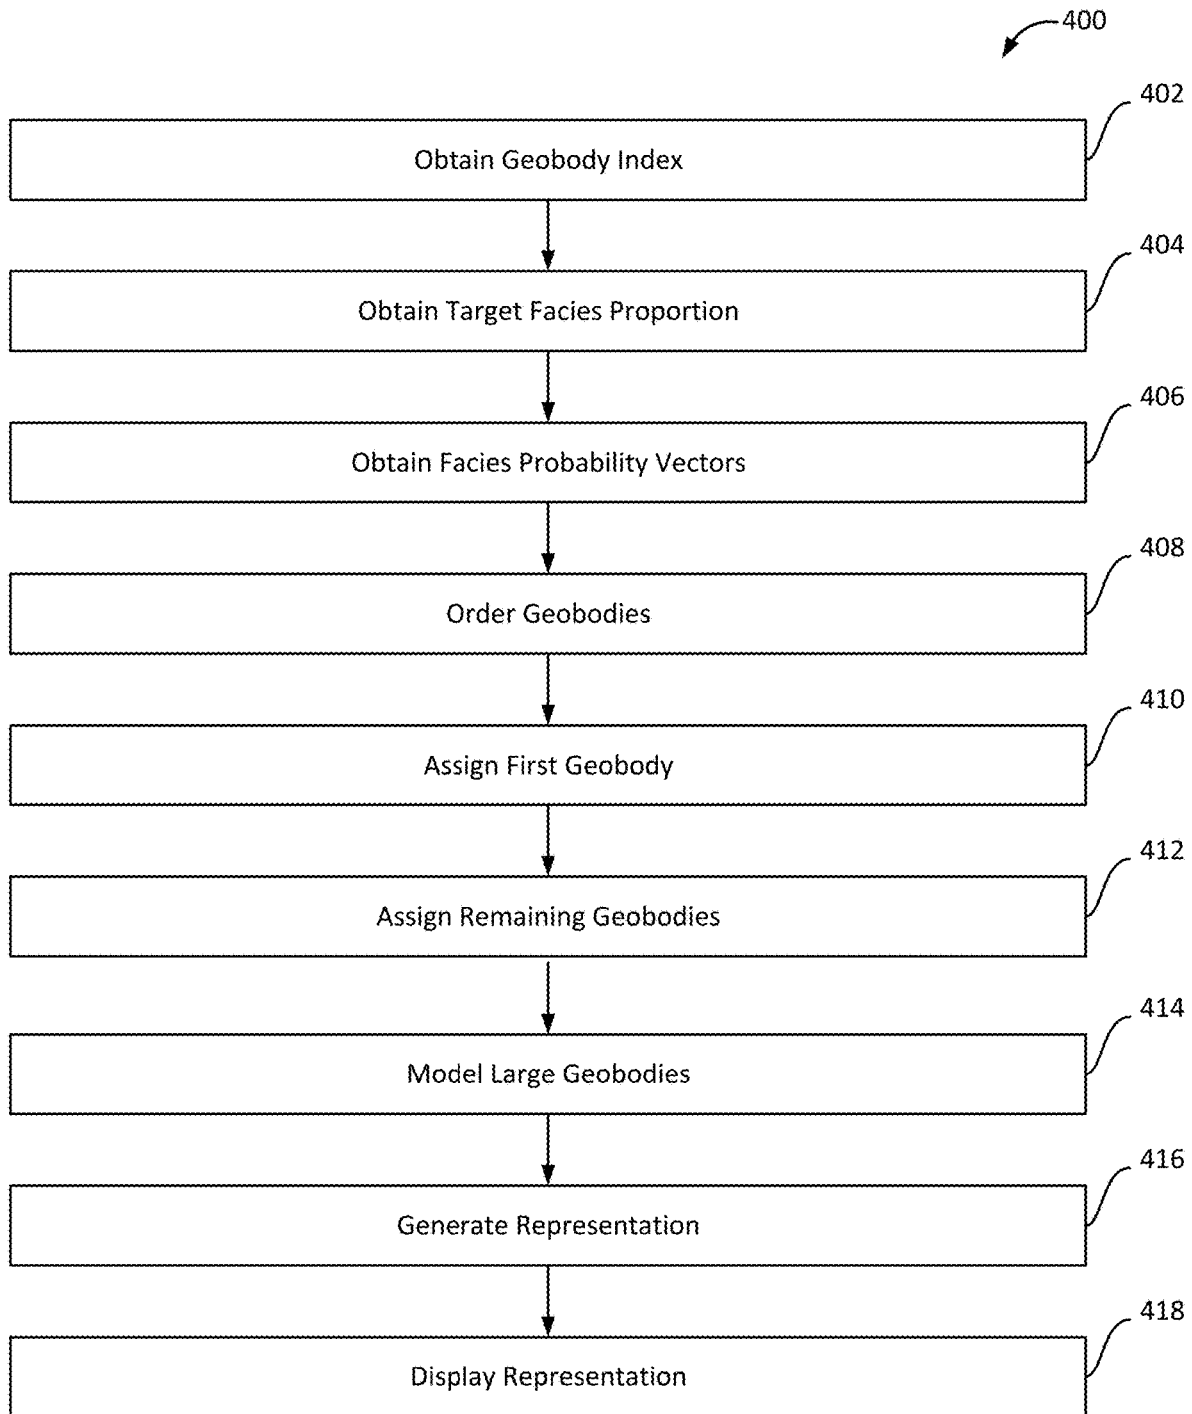 400
402
Obtain Geobody Index
404
Obtain Target Facies Proportion
406
Obtain Facies Probability Vectors
408
Order Geobodies
410
Assign First Geobody
412
Assign Remaining Geobodies
414
Model Large Geobodies
416
Generate Representation
418
Display Representation